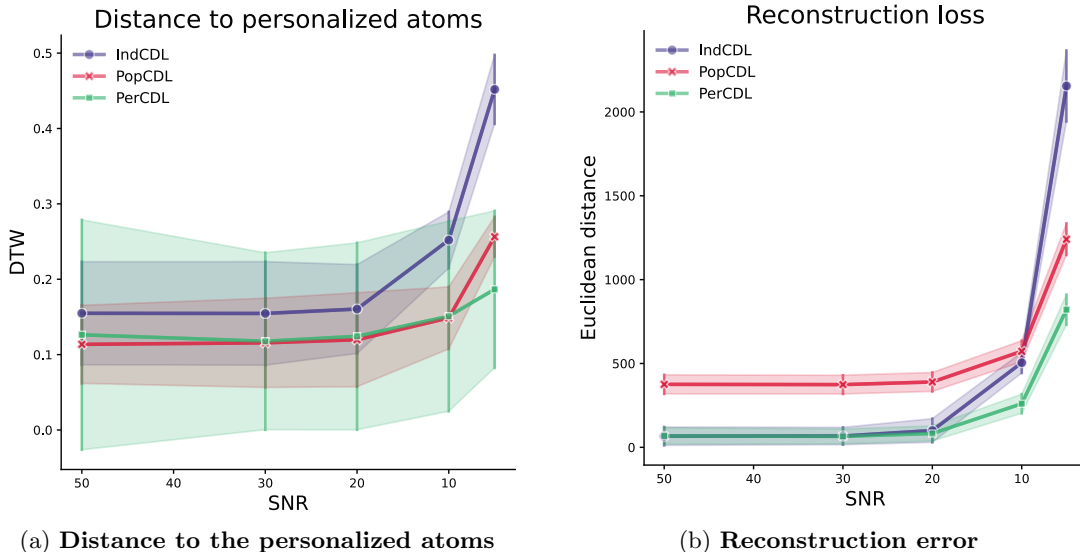 Distance to personalized atoms
IndCDL
PopCDL
PerCDL
0.5
0.4
0.3
0.2
0.1
0.0
DTW
50
40
30
20
10
SNR
(a) Distance to the personalized atoms
Reconstruction loss
IndCDL
PopCDL
PerCDL
2000
1500
1000
500
0
Euclidean distance
50
40
30
20
10
SNR
(b) Reconstruction error